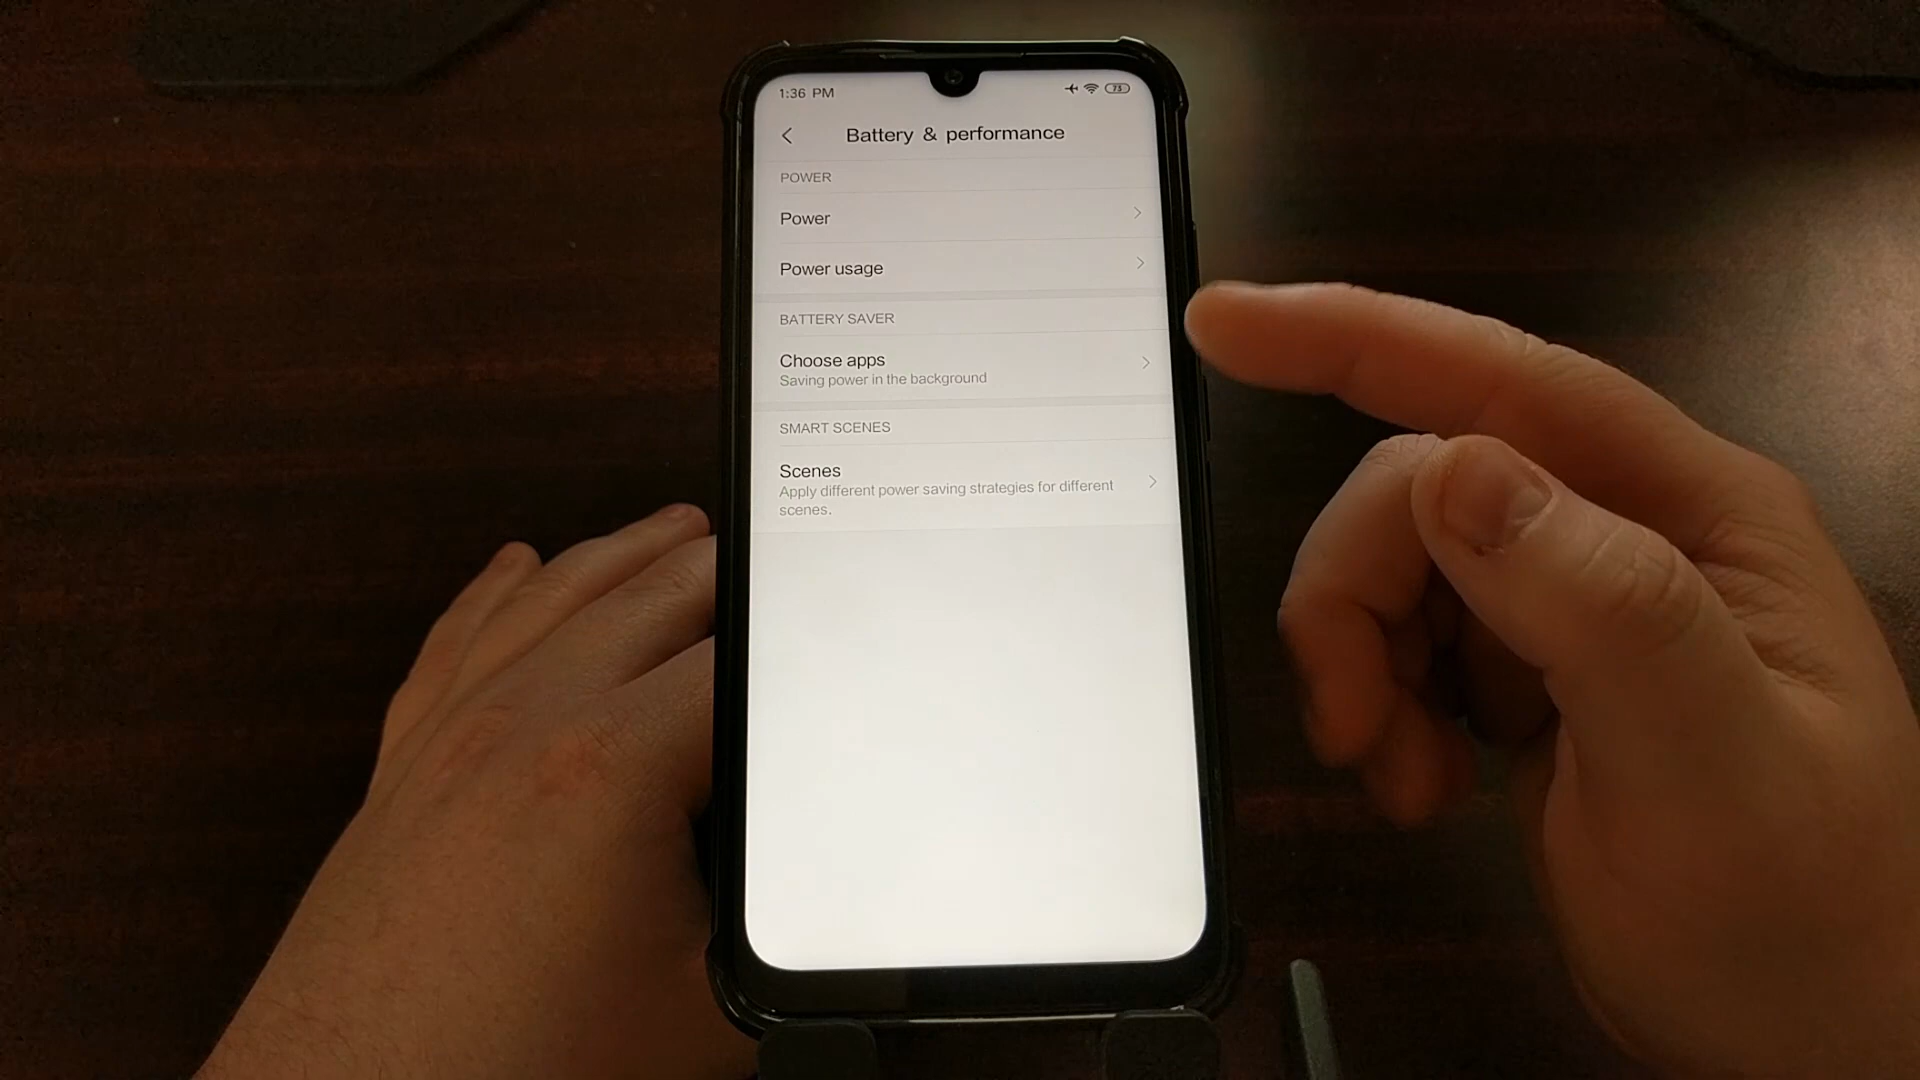 1:36 PM
73
Battery & performance
POWER
Power
Power usage
BATTERY SAVER
Choose apps
Saving power in the background
SMART SCENES
Scenes
Apply different power saving strategies for different
scenes.